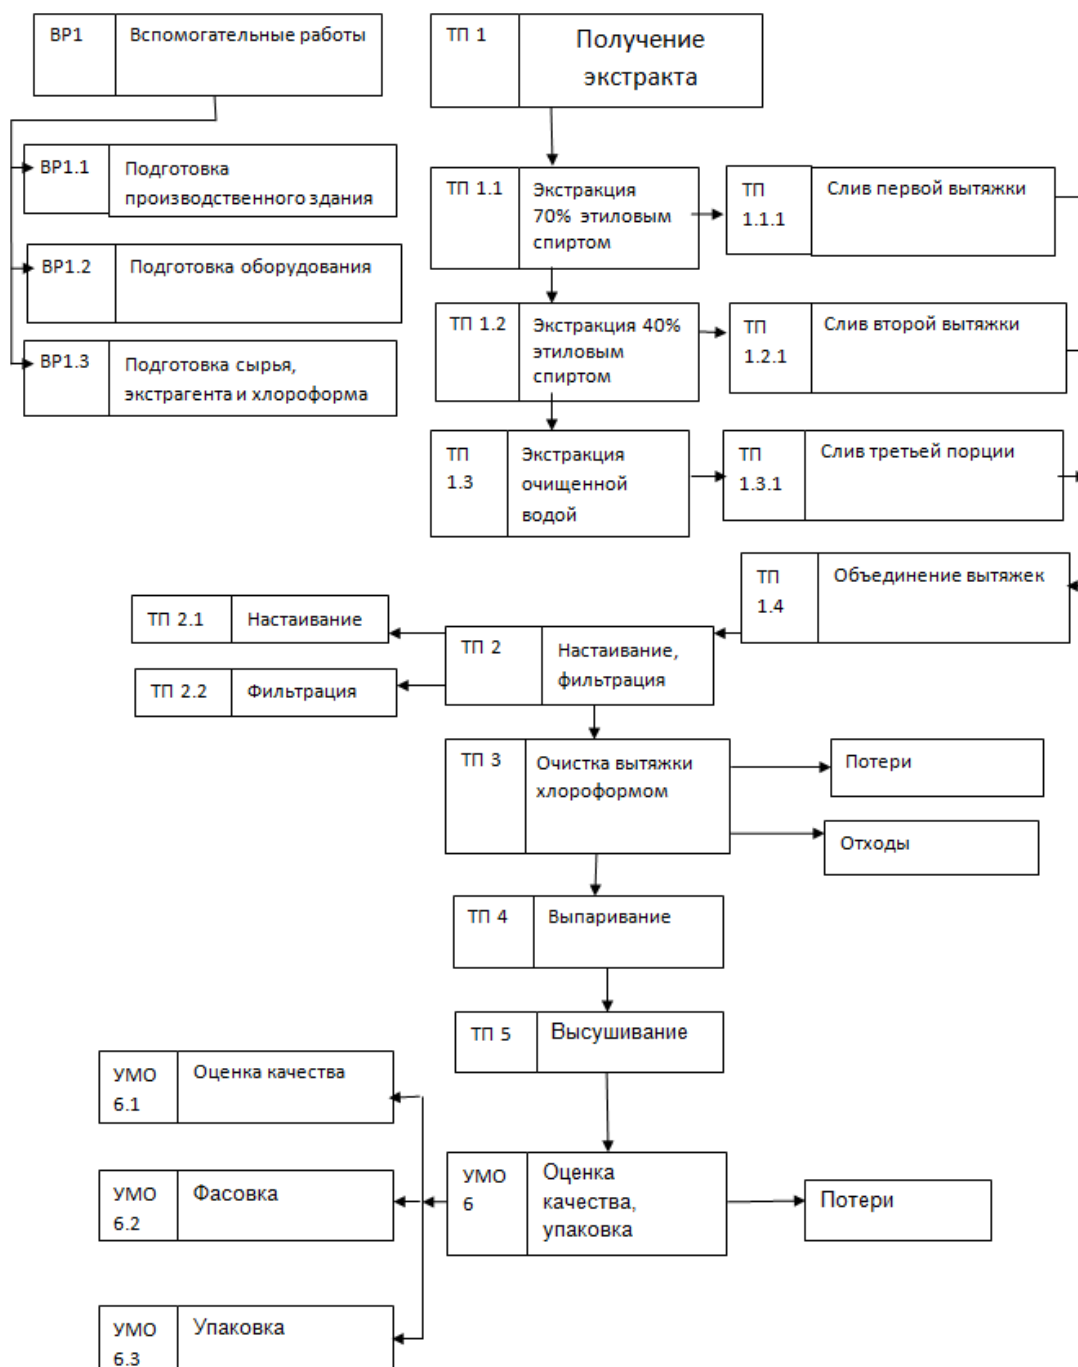 ВР1
Вспомогательные работы
ТП 1
Получение
экстракта
ВР1.1
Подготовка
производственного здания
ТП 1.1
Экстракция
70% этиловым
спиртом
ТП
1.1.1
Слив первой вытяжки
ВР1.2
Подготовка оборудования
ТП 1.2
Экстракция 40%
этиловым
спиртом
ТП
1.2.1
Слив второй вытяжки
ВР1.3
Подготовка сырья,
экстрагента и хлороформа
ТП
1.3
Экстракция
очищенной
водой
ТП
1.3.1
Слив третьей порции
ТП
1.4
Объединение вытяжек
ТП 2.1
Настаивание
ТП 2
Настаивание,
фильтрация
ТП 2.2
Фильтрация
ТП 3
Очистка вытяжки
хлороформом
Потери
Отходы
ТП 4
Выпаривание
ТП 5
Высушивание
УМО
6.1
Оценка качества
УМО
6
Оценка
качества,
упаковка
Потери
УМО
6.2
Фасовка
УМО
6.3
Упаковка